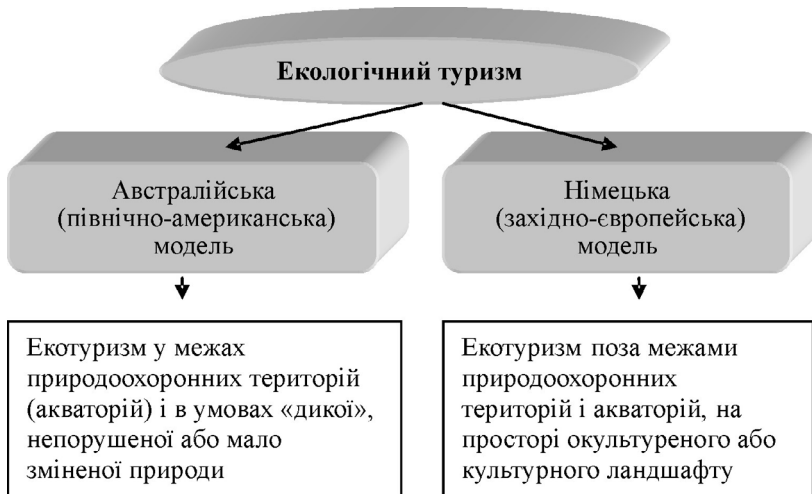 Екологічний туризм
Австралійська
(північно-американська)
модель
Німецька
(західно-європейська)
модель
Екотуризм у межах
природоохоронних територій
(акваторій) і в умовах «дикої»,
непорушеної або мало
зміненої природи
Екотуризм поза межами
природоохоронних
територій і акваторій, на
просторі окультуреного або
культурного ландшафту